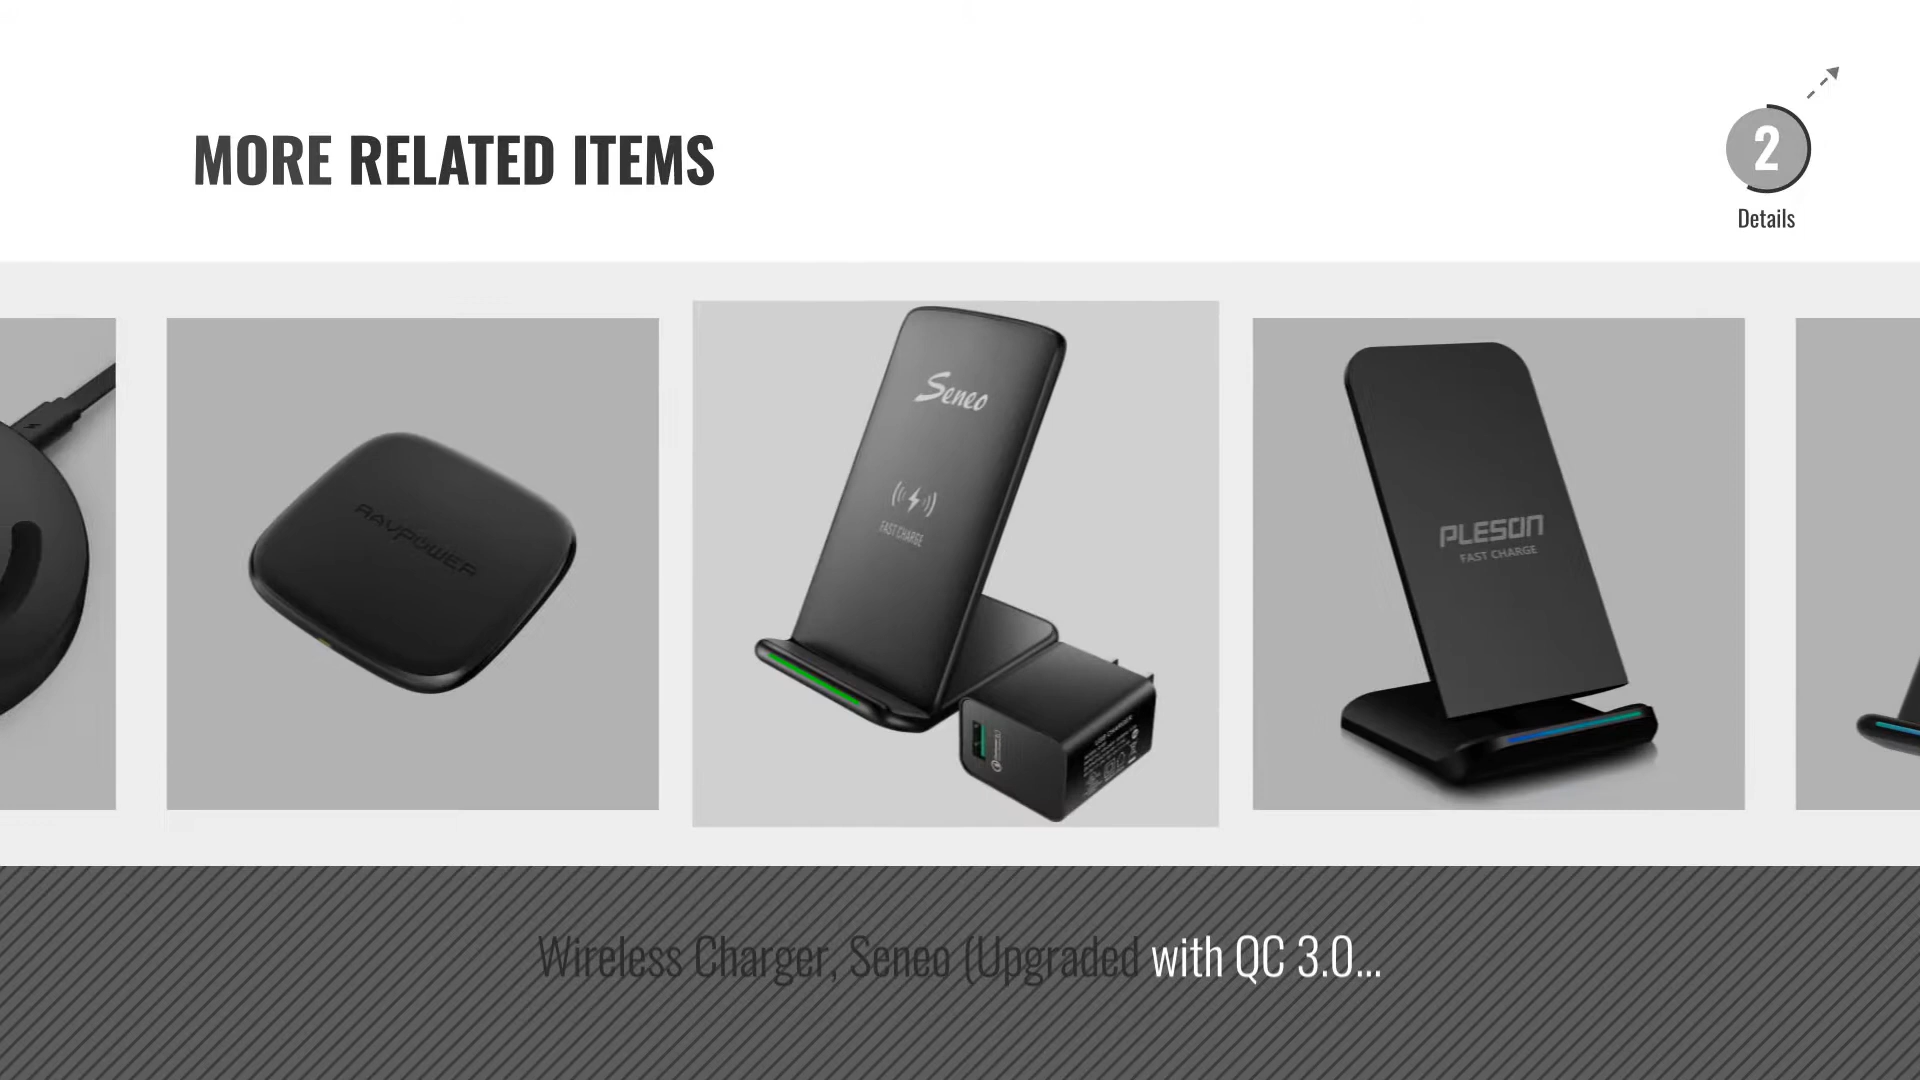 MORE RELATED ITEMS
2
Details
RAVPOWER
Seneo
FAST CHARGE
PLESON
FAST CHARGE
Wireless Charger, Seneo (Upgraded with QC 3.0...